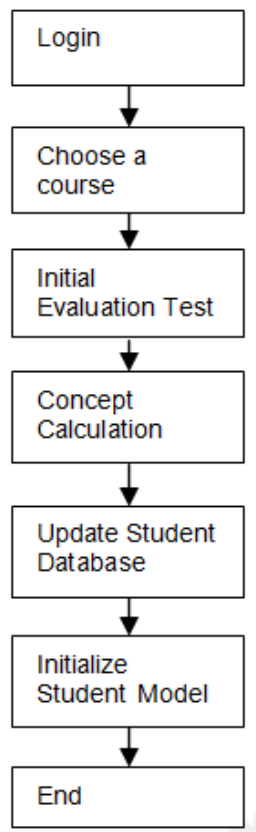 Login
Choose a
course
Initial
Evaluation Test
Concept
Calculation
Update Student
Database
Initialize
Student Model
End